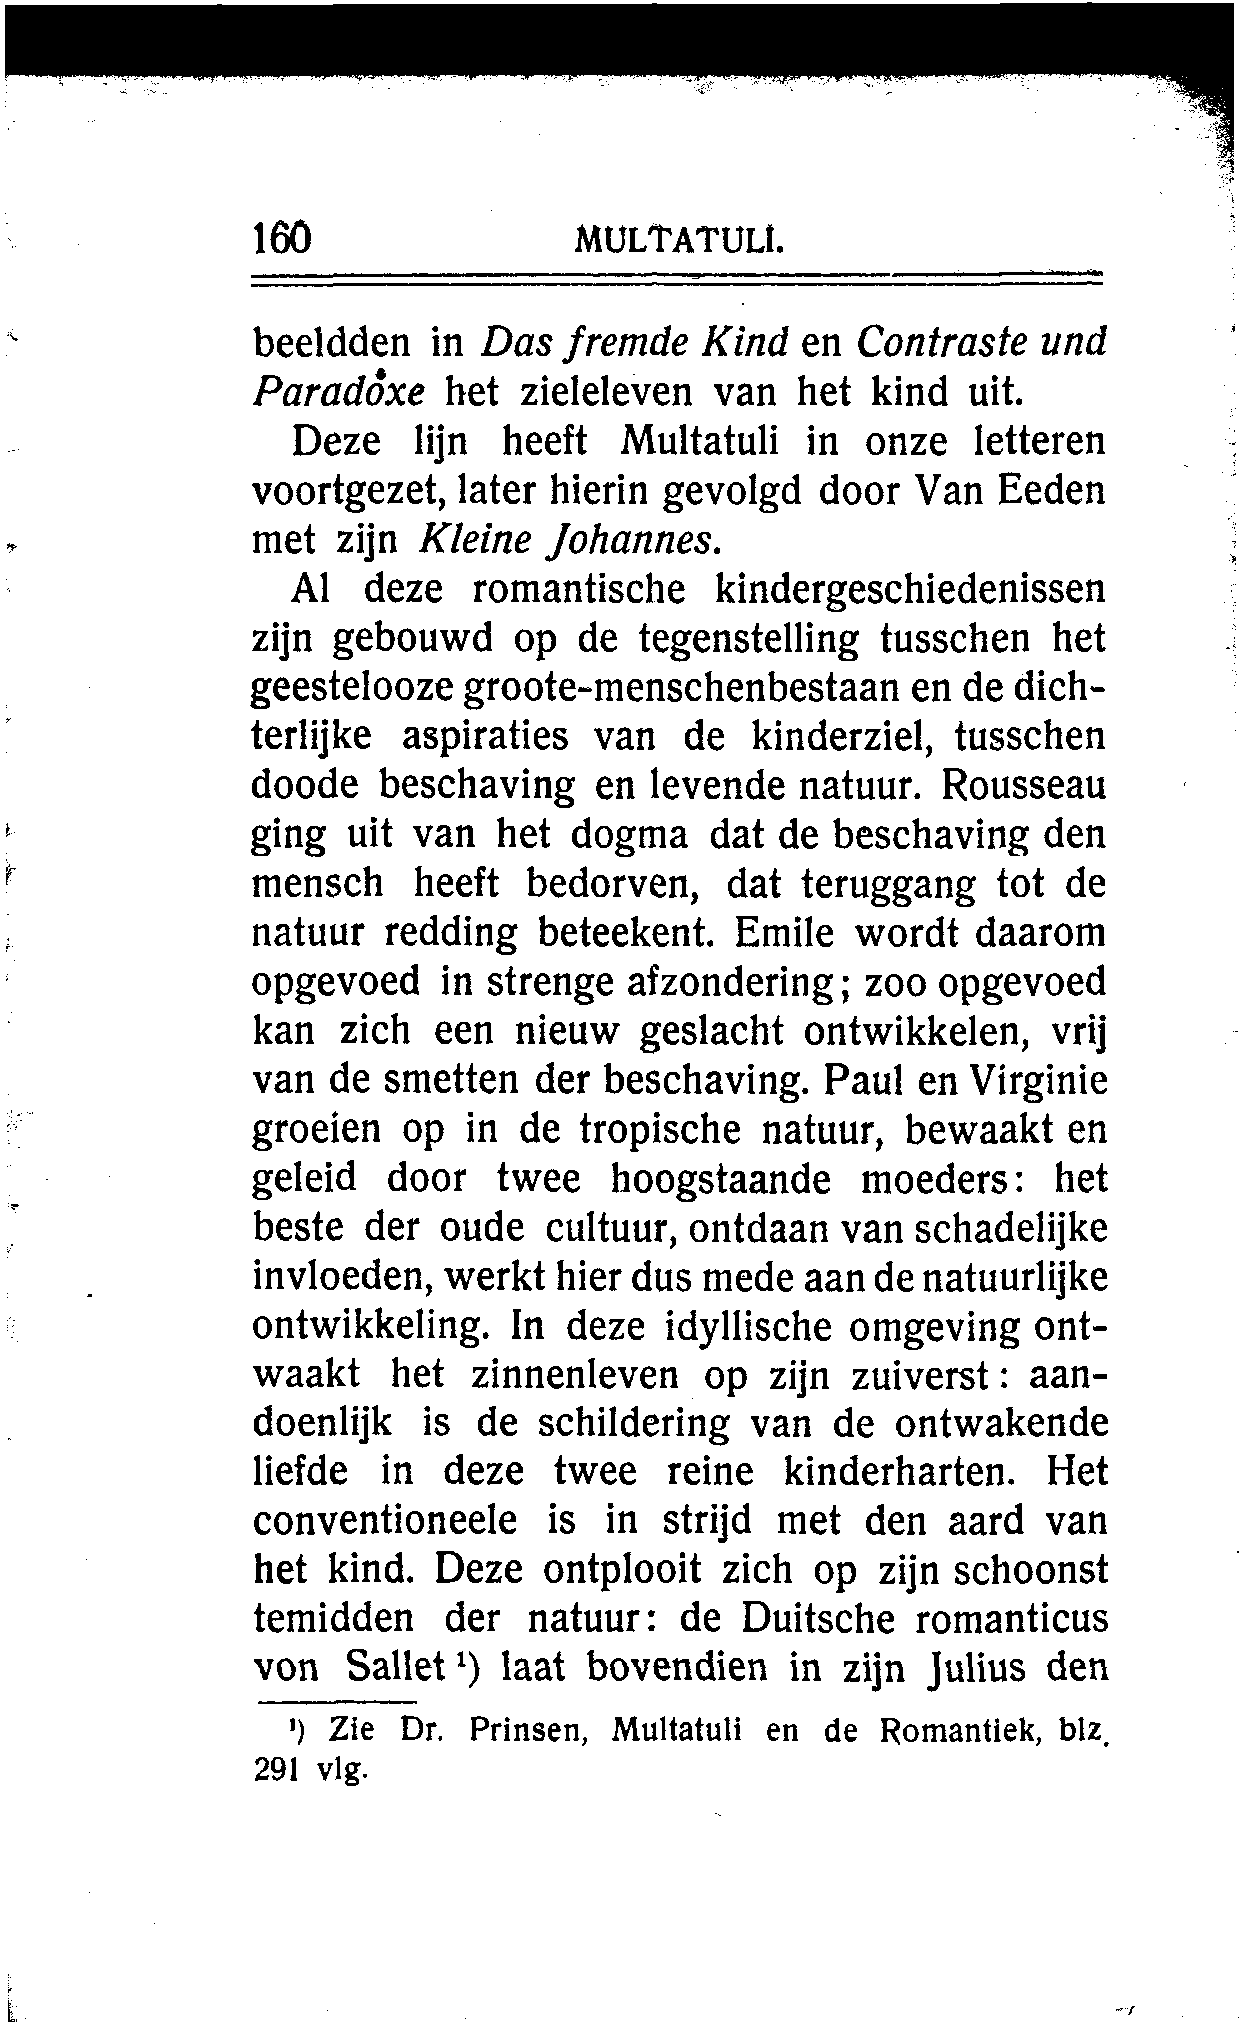 160 MULTATULI.
beeldden in Das fremde Kind en Contraste und
Paradoxe het zieleleven van het kind uit.
Deze lijn heeft Multatuli in onze letteren
voortgezet, later hierin gevolgd door Van Eeden
met zijn Kleine Johannes.
Al deze romantische kindergeschiedenissen
zijn gebouwd op de tegenstelling tusschen het
geestelooze groote-menschenbestaan en de dich-
terlijke aspiraties van de kinderziel, tusschen
doode beschaving en levende natuur. Rousseau
ging uit van het dogma dat de beschaving den
mensch heeft bedorven, dat teruggang tot de
natuur redding beteekent. Emile wordt daarom
opgevoed in strenge afzondering; zoo opgevoed
kan zich een nieuw geslacht ontwikkelen, vrij
van de smetten der beschaving. Paul en Virginie
groeien op in de tropische natuur, bewaakt en
geleid door twee hoogstaande moeders: het
beste der oude cultuur, ontdaan van schadelijke
invloeden, werkt hier dus mede aan de natuurlijke
ontwikkeling. In deze idyllische omgeving ont-
waakt het zinnenleven op zijn zuiverst: aan-
doenlijk is de schildering van de ontwakende
liefde in deze twee reine kinderharten. Het
conventioneele is in strijd met den aard van
het kind. Deze ontplooit zich op zijn schoonst
temidden der natuur: de Duitsche romanticus
von Sallet ¹) laat bovendien in zijn Julius den
¹) Zie Dr. Prinsen, Multatuli en de Romantiek, blz.
291 vlg.